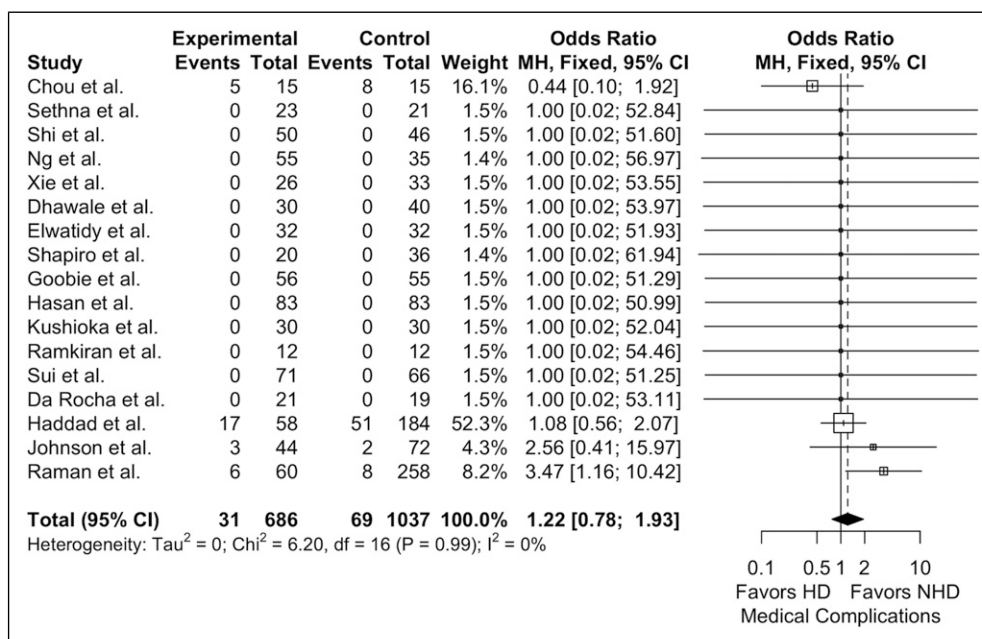 Experimental Control Odds Ratio Odds Ratio
Study Events Total Events Total Weight MH, Fixed, 95% CI MH, Fixed, 95% CI
Chou et al. 5 15 8 15 16.1% 0.44 [0.10; 1.92]
Sethna et al. 0 23 0 21 1.5% 1.00 [0.02; 52.84]
Shi et al. 0 50 0 46 1.5% 1.00 [0.02; 51.60]
Ng et al. 0 55 0 35 1.4% 1.00 [0.02; 56.97]
Xie et al. 0 26 0 33 1.5% 1.00 [0.02; 53.55]
Dhawale et al. 0 30 0 40 1.5% 1.00 [0.02; 53.97]
Elwatidy et al. 0 32 0 32 1.5% 1.00 [0.02; 51.93]
Shapiro et al. 0 20 0 36 1.4% 1.00 [0.02; 61.94]
Goobie et al. 0 56 0 55 1.5% 1.00 [0.02; 51.29]
Hasan et al. 0 83 0 83 1.5% 1.00 [0.02; 50.99]
Kushioka et al. 0 30 0 30 1.5% 1.00 [0.02; 52.04]
Ramkiran et al. 0 12 0 12 1.5% 1.00 [0.02; 54.46]
Sui et al. 0 71 0 66 1.5% 1.00 [0.02; 51.25]
Da Rocha et al. 0 21 0 19 1.5% 1.00 [0.02; 53.11]
Haddad et al. 17 58 51 184 52.3% 1.08 [0.56; 2.07]
Johnson et al. 3 44 2 72 4.3% 2.56 [0.41; 15.97]
Raman et al. 6 60 8 258 8.2% 3.47 [1.16; 10.42]
Total (95% CI) 31 686 69 1037 100.0% 1.22 [0.78; 1.93]
Heterogeneity: Tau² = 0; Chi² = 6.20, df = 16 (P = 0.99); I² = 0%
0.1 0.5 1 2 10
Favors HD Favors NHD
Medical Complications